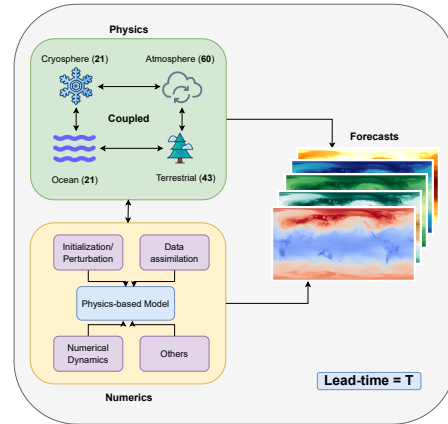 Physics
Cryosphere (21)
Atmosphere (60)
Coupled
Ocean (21)
Terrestrial (43)
Forecasts
Initialization/
Perturbation
Data
assimilation
Physics-based Model
Numerical
Dynamics
Others
Numerics
Lead-time = T